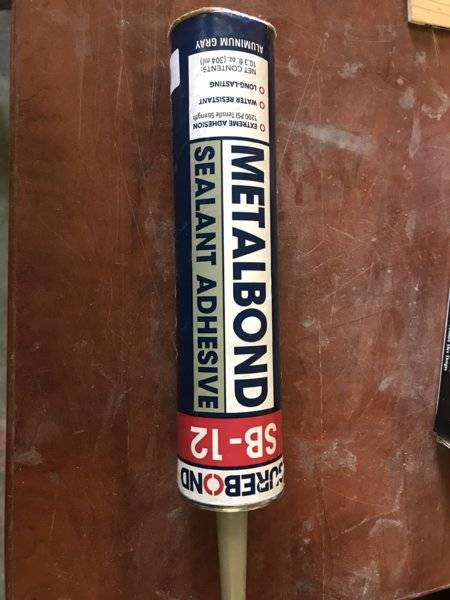 SUREBOND
SB-12
METALBOND
SEALANT ADHESIVE
EXTREME ADHESION
1200 PSI Tensile Strength
WATER RESISTANT
LONG-LASTING
NET CONTENTS:
10.3 fl. oz. (304 ml)
ALUMINUM GRAY